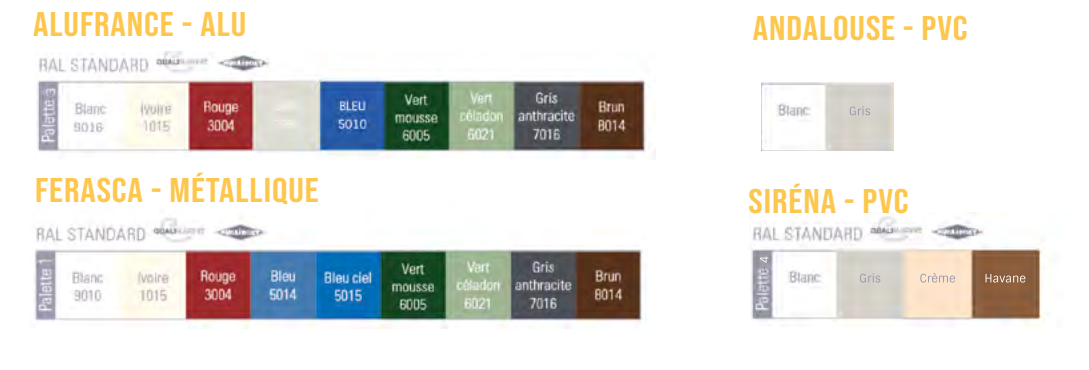 ALUFRANCE - ALU
RAL STANDARD
Palette 3
Blanc
9016
Ivoire
1015
Rouge
3004
BLEU
5010
Vert
mousse
6005
Vert
céladon
6021
Gris
anthracite
7016
Brun
8014
FERASCA - MÉTALLIQUE
RAL STANDARD
Palette 1
Blanc
9010
Ivoire
1015
Rouge
3004
Bleu
5014
Bleu ciel
5015
Vert
mousse
6005
Vert
céladon
6021
Gris
anthracite
7016
Brun
8014
ANDALOUSE - PVC
Blanc
Gris
SIRÉNA - PVC
RAL STANDARD
Palette 4
Blanc
Gris
Crème
Havane